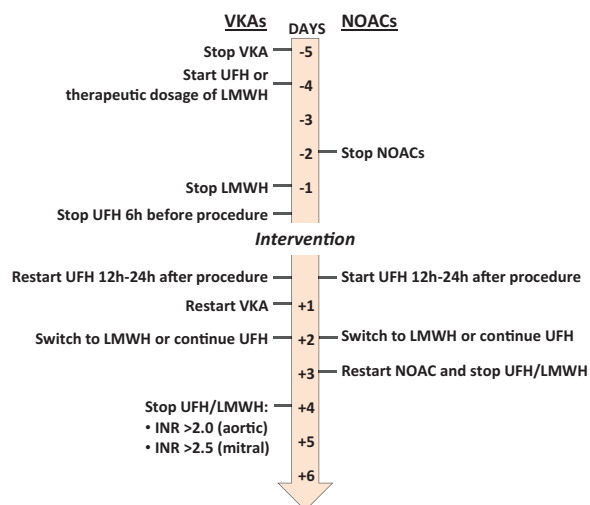 VKAs DAYS NOACs
Stop VKA -5
Start UFH or
therapeutic dosage of LMWH -4
-3
-2 Stop NOACs
Stop LMWH -1
Stop UFH 6h before procedure
Intervention
Restart UFH 12h-24h after procedure Start UFH 12h-24h after procedure
Restart VKA +1
Switch to LMWH or continue UFH +2 Switch to LMWH or continue UFH
+3 Restart NOAC and stop UFH/LMWH
Stop UFH/LMWH: +4
• INR >2.0 (aortic)
• INR >2.5 (mitral) +5
+6